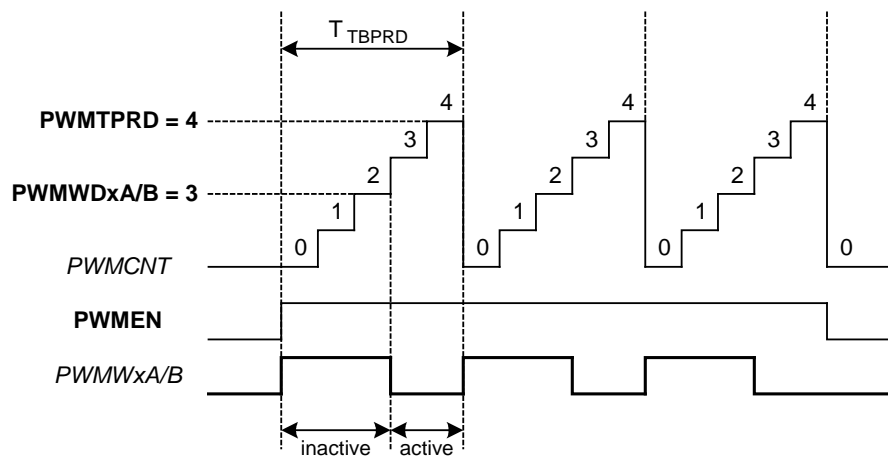 T TBPRD
PWMTPRD = 4
4 4 4
3 3 3
PWMWDxA/B = 3
2 2 2
1 1 1
0 0 0 0
PWMCNT
PWMEN
PWMWxA/B
inactive active